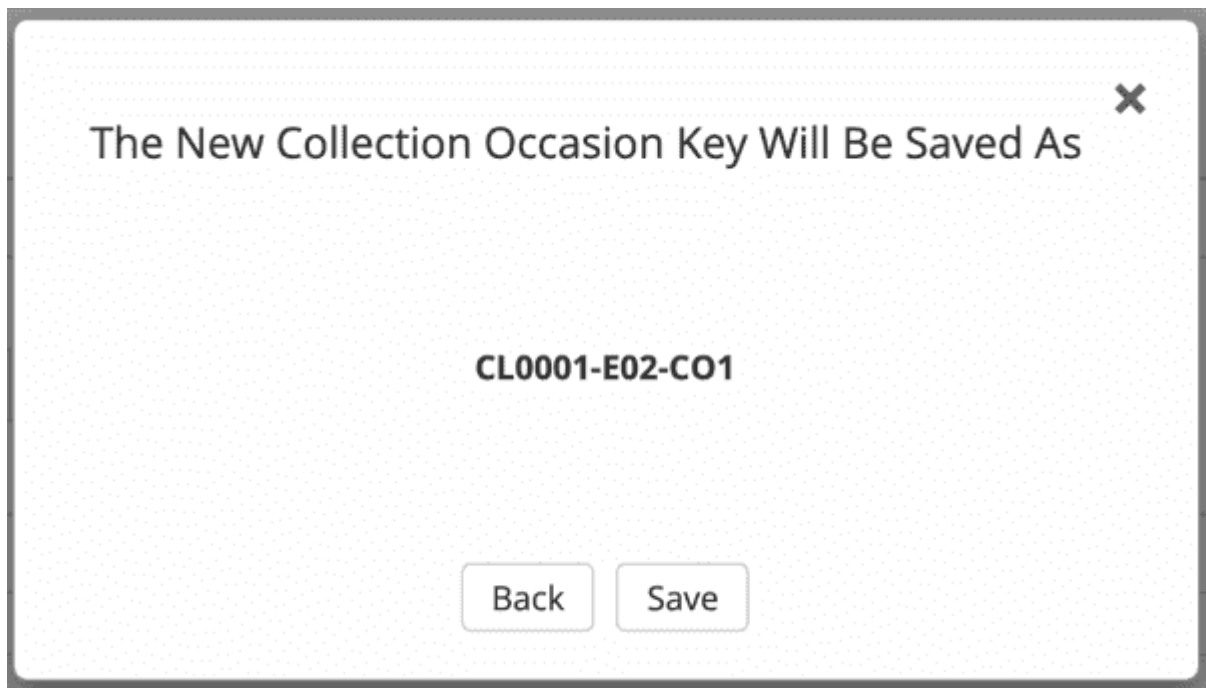 The New Collection Occasion Key Will Be Saved As
CL0001-E02-CO1
Back Save